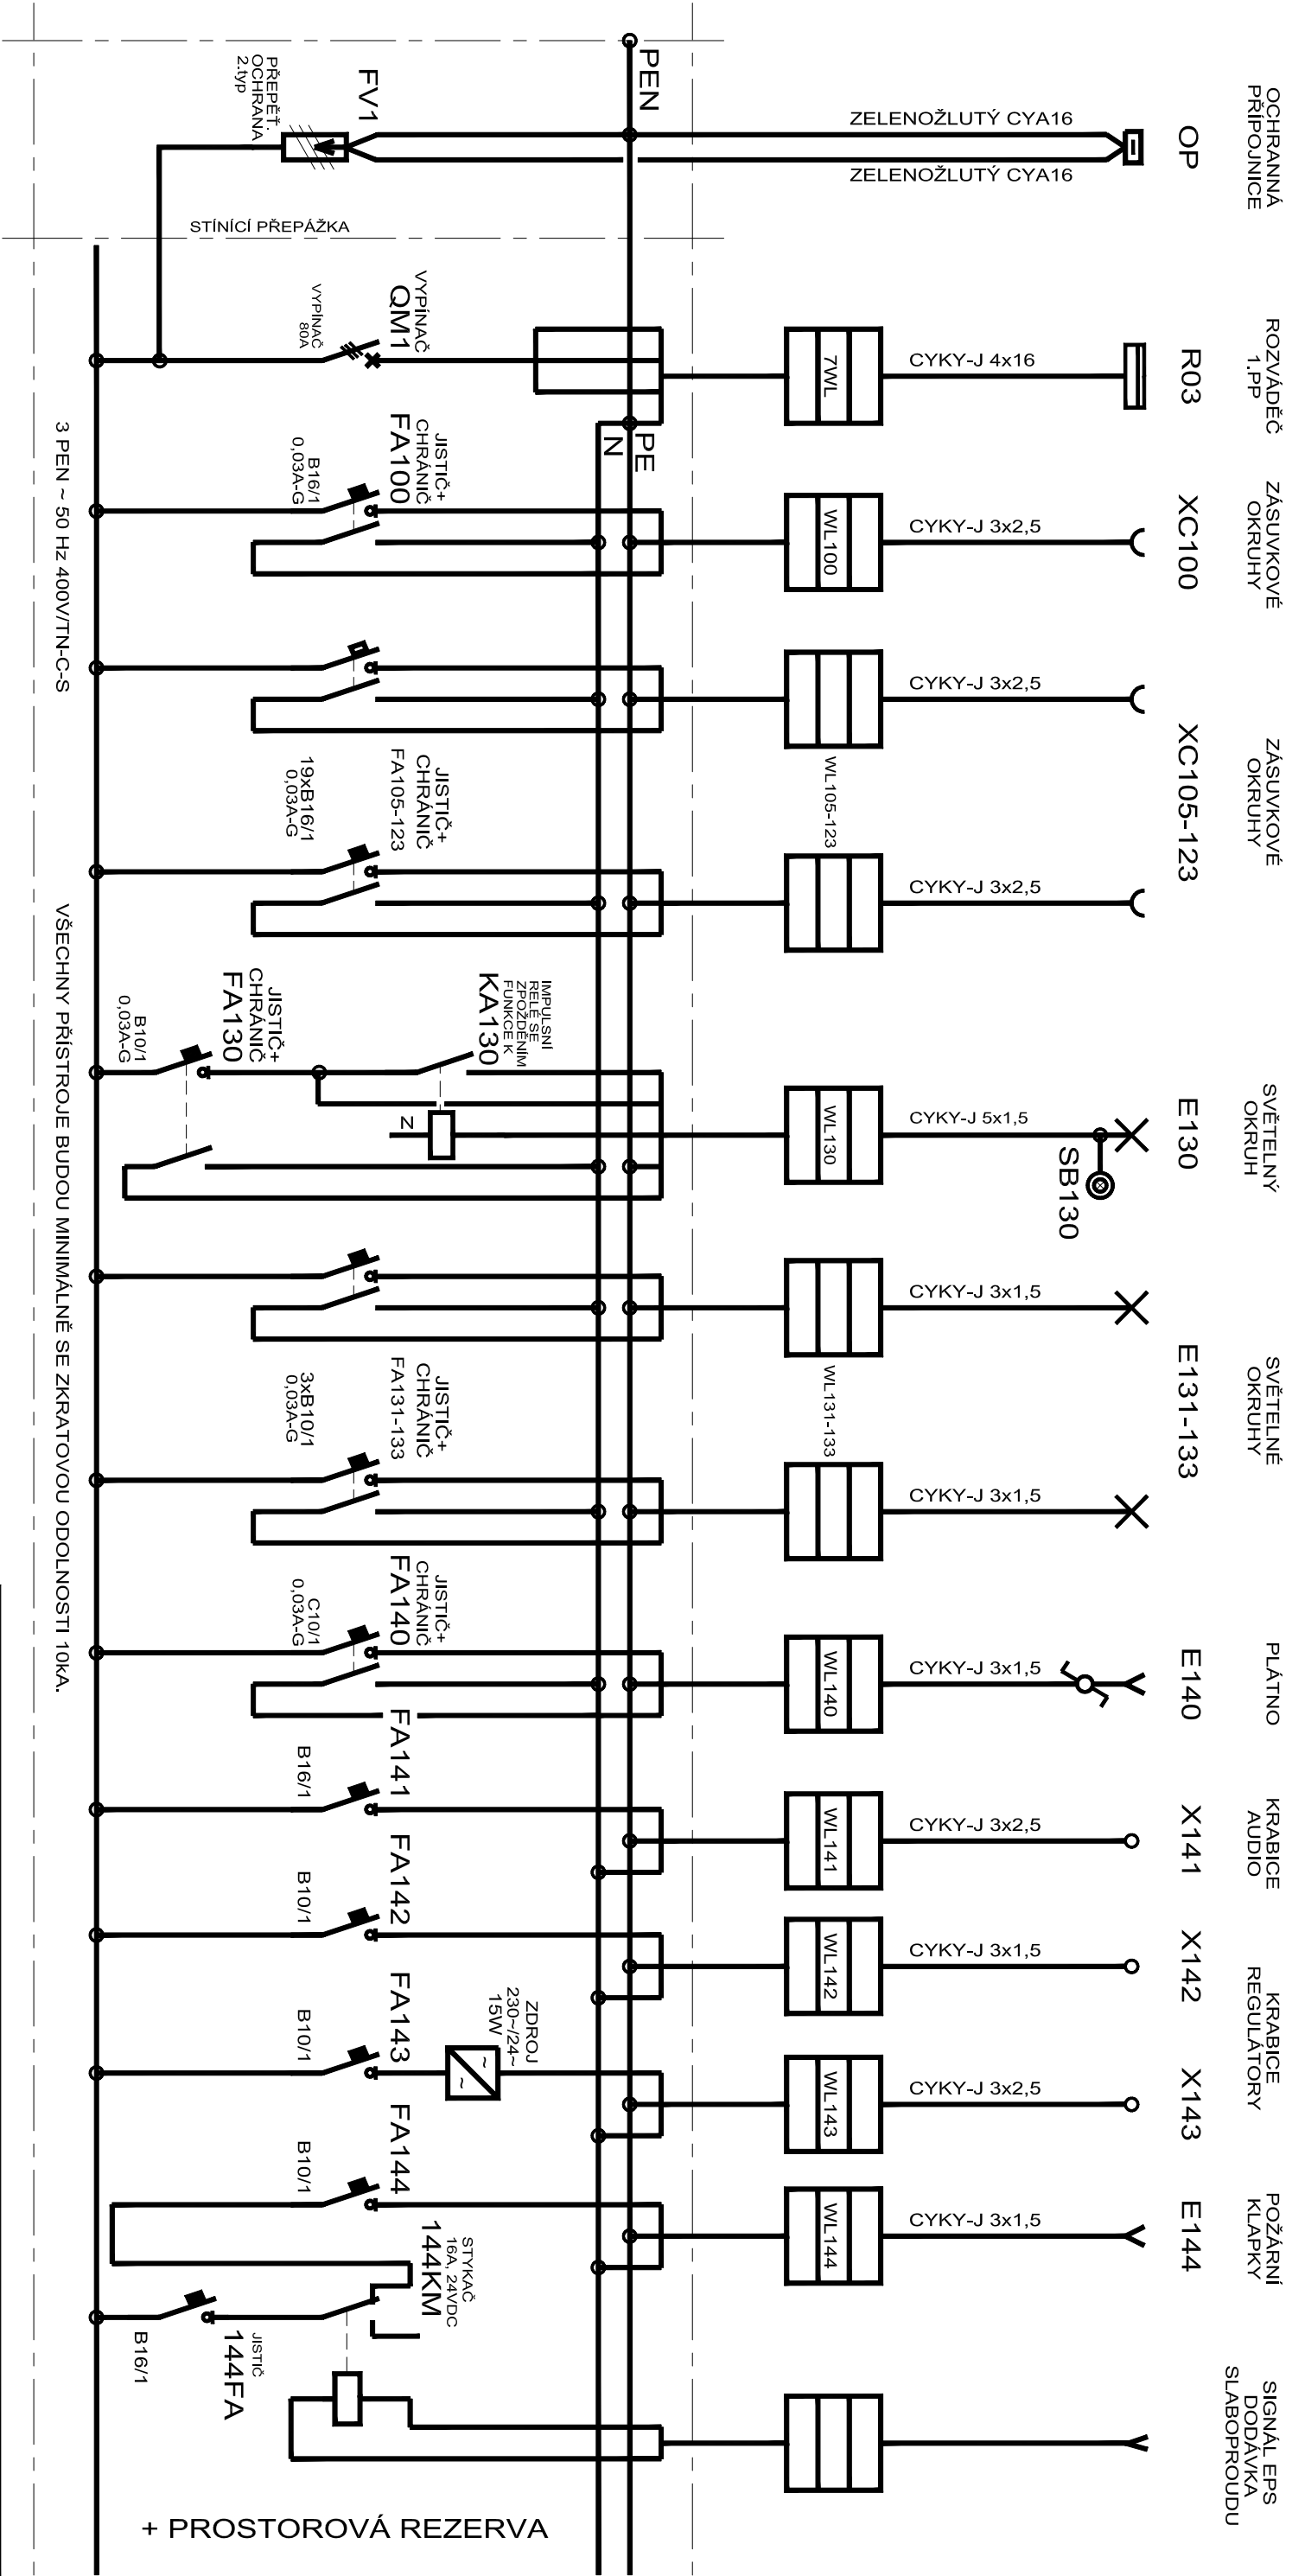 OCHRANNÁ
PŘÍPOJNICE
OP
ZELENOŽLUTÝ CYA16
ZELENOŽLUTÝ CYA16
PEN
FV1
PŘEPĚŤ.
OCHRANA
2.typ
STÍNÍCÍ PŘEPÁŽKA
ROZVÁDĚČ
1.PP
R03
CYKY-J 4x16
7WL
VYPÍNAČ
QM1
VYPÍNAČ
80A
PE
N
3 PEN ~ 50 Hz 400V/TN-C-S
ZÁSUVKOVÉ
OKRUHY
XC100
CYKY-J 3x2,5
WL100
JISTIČ+
CHRÁNIČ
FA100
B16/1
0,03A-G
ZÁSUVKOVÉ
OKRUHY
XC105-123
CYKY-J 3x2,5
CYKY-J 3x2,5
WL105-123
JISTIČ+
CHRÁNIČ
FA105-123
19xB16/1
0,03A-G
SVĚTELNÝ
OKRUH
E130
CYKY-J 5x1,5
SB130
WL130
IMPULSNÍ
RELÉ SE
ZPOŽDĚNÍM
FUNKCE K
KA130
N
JISTIČ+
CHRÁNIČ
FA130
B10/1
0,03A-G
SVĚTELNÉ
OKRUHY
E131-133
CYKY-J 3x1,5
CYKY-J 3x1,5
WL131-133
JISTIČ+
CHRÁNIČ
FA131-133
3xB10/1
0,03A-G
VŠECHNY PŘÍSTROJE BUDOU MINIMÁLNĚ SE ZKRATOVOU ODOLNOSTI 10kA.
PLÁTNO
E140
CYKY-J 3x1,5
WL140
JISTIČ+
CHRÁNIČ
FA140
C10/1
0,03A-G
KRABICE
AUDIO
X141
CYKY-J 3x2,5
WL141
FA141
B16/1
KRABICE
REGULÁTORY
X142
CYKY-J 3x1,5
WL142
FA142
B10/1
X143
CYKY-J 3x2,5
WL143
ZDROJ
230~/24~
15W
~
~
FA143
B10/1
POŽÁRNÍ
KLAPKY
E144
CYKY-J 3x1,5
WL144
FA144
B10/1
STYKAČ
16A, 24VDC
144KM
JISTIČ
144FA
B16/1
SIGNÁL EPS
DODÁVKA
SLABOPROUDU
+ PROSTOROVÁ REZERVA